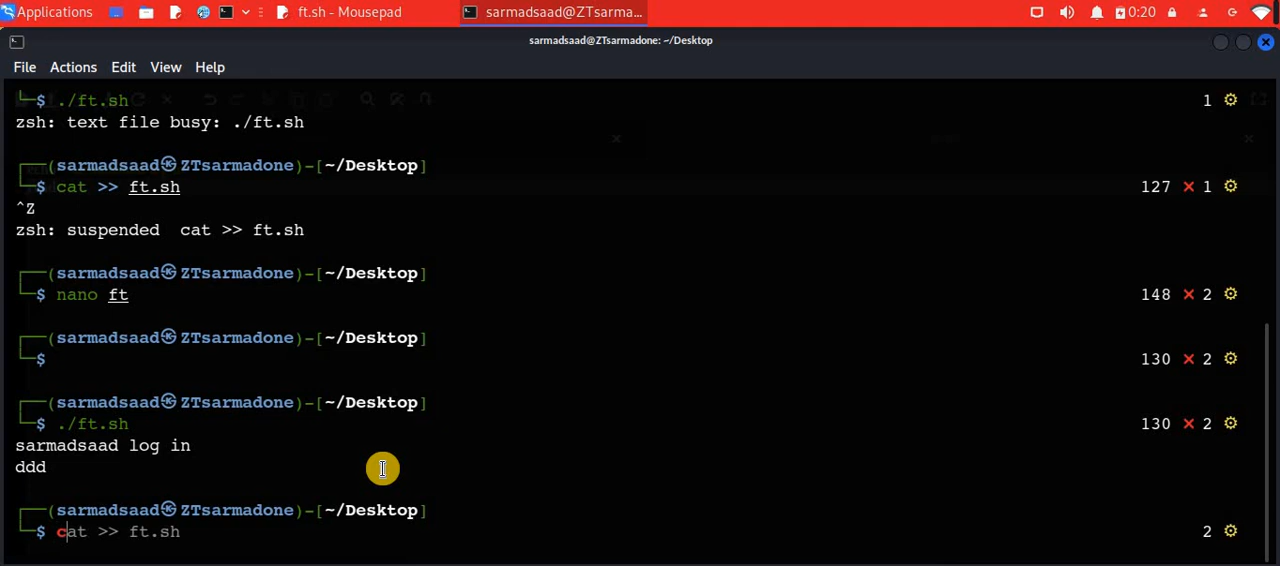 Applications ft.sh - Mousepad sarmadsaad@ZTsarma... 0:20
sarmadsaad@ZTsarmadone: ~/Desktop
File Actions Edit View Help
└─$ ./ft.sh 1 ⚙
zsh: text file busy: ./ft.sh
┌──(sarmadsaad㉿ZTsarmadone)-[~/Desktop]
└─$ cat >> ft.sh 127 ⨯ 1 ⚙
^Z
zsh: suspended  cat >> ft.sh
┌──(sarmadsaad㉿ZTsarmadone)-[~/Desktop]
└─$ nano ft 148 ⨯ 2 ⚙
┌──(sarmadsaad㉿ZTsarmadone)-[~/Desktop]
└─$ 130 ⨯ 2 ⚙
┌──(sarmadsaad㉿ZTsarmadone)-[~/Desktop]
└─$ ./ft.sh 130 ⨯ 2 ⚙
sarmadsaad log in
ddd
┌──(sarmadsaad㉿ZTsarmadone)-[~/Desktop]
└─$ cat >> ft.sh 2 ⚙